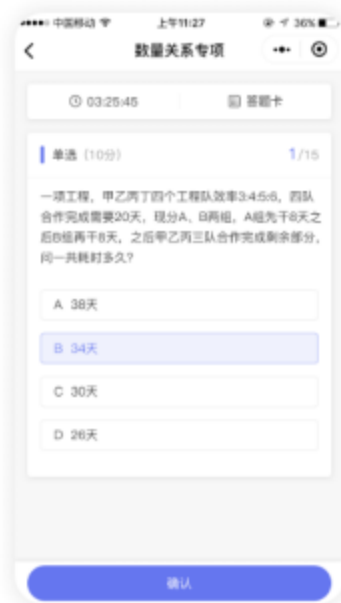 中国移动 上午11:27 36%
数量关系专项
03:25:45 答题卡
单选 (10分) 1/15
一项工程，甲乙丙丁四个工程队效率3:4:5:6，四队
合作完成需要20天，现分A、B两组，A组先干8天之
后B组再干8天，之后甲乙丙三队合作完成剩余部分，
问一共耗时多久？
A 38天
B 34天
C 30天
D 26天
确认